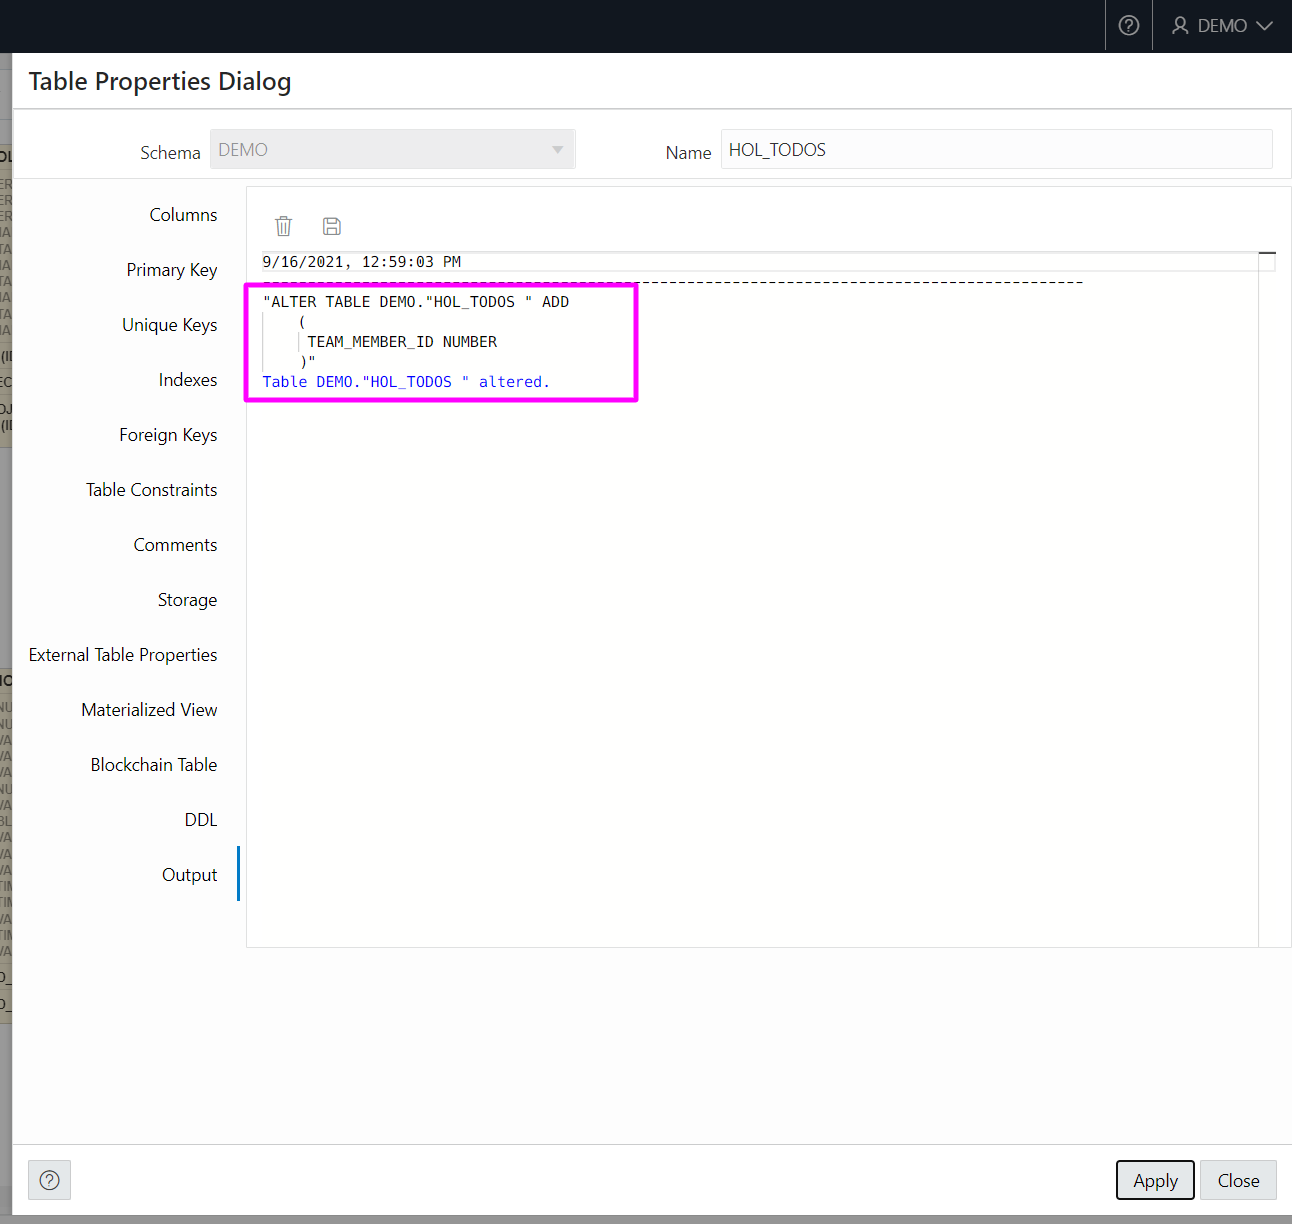 DEMO
Table Properties Dialog
Schema DEMO Name HOL_TODOS
Columns
Primary Key
Unique Keys
Indexes
Foreign Keys
Table Constraints
Comments
Storage
External Table Properties
Materialized View
Blockchain Table
DDL
Output
9/16/2021, 12:59:03 PM
-------------------------------------------------------------------------------------------
"ALTER TABLE DEMO."HOL_TODOS " ADD
(
TEAM_MEMBER_ID NUMBER
)"
Table DEMO."HOL_TODOS " altered.
Apply Close